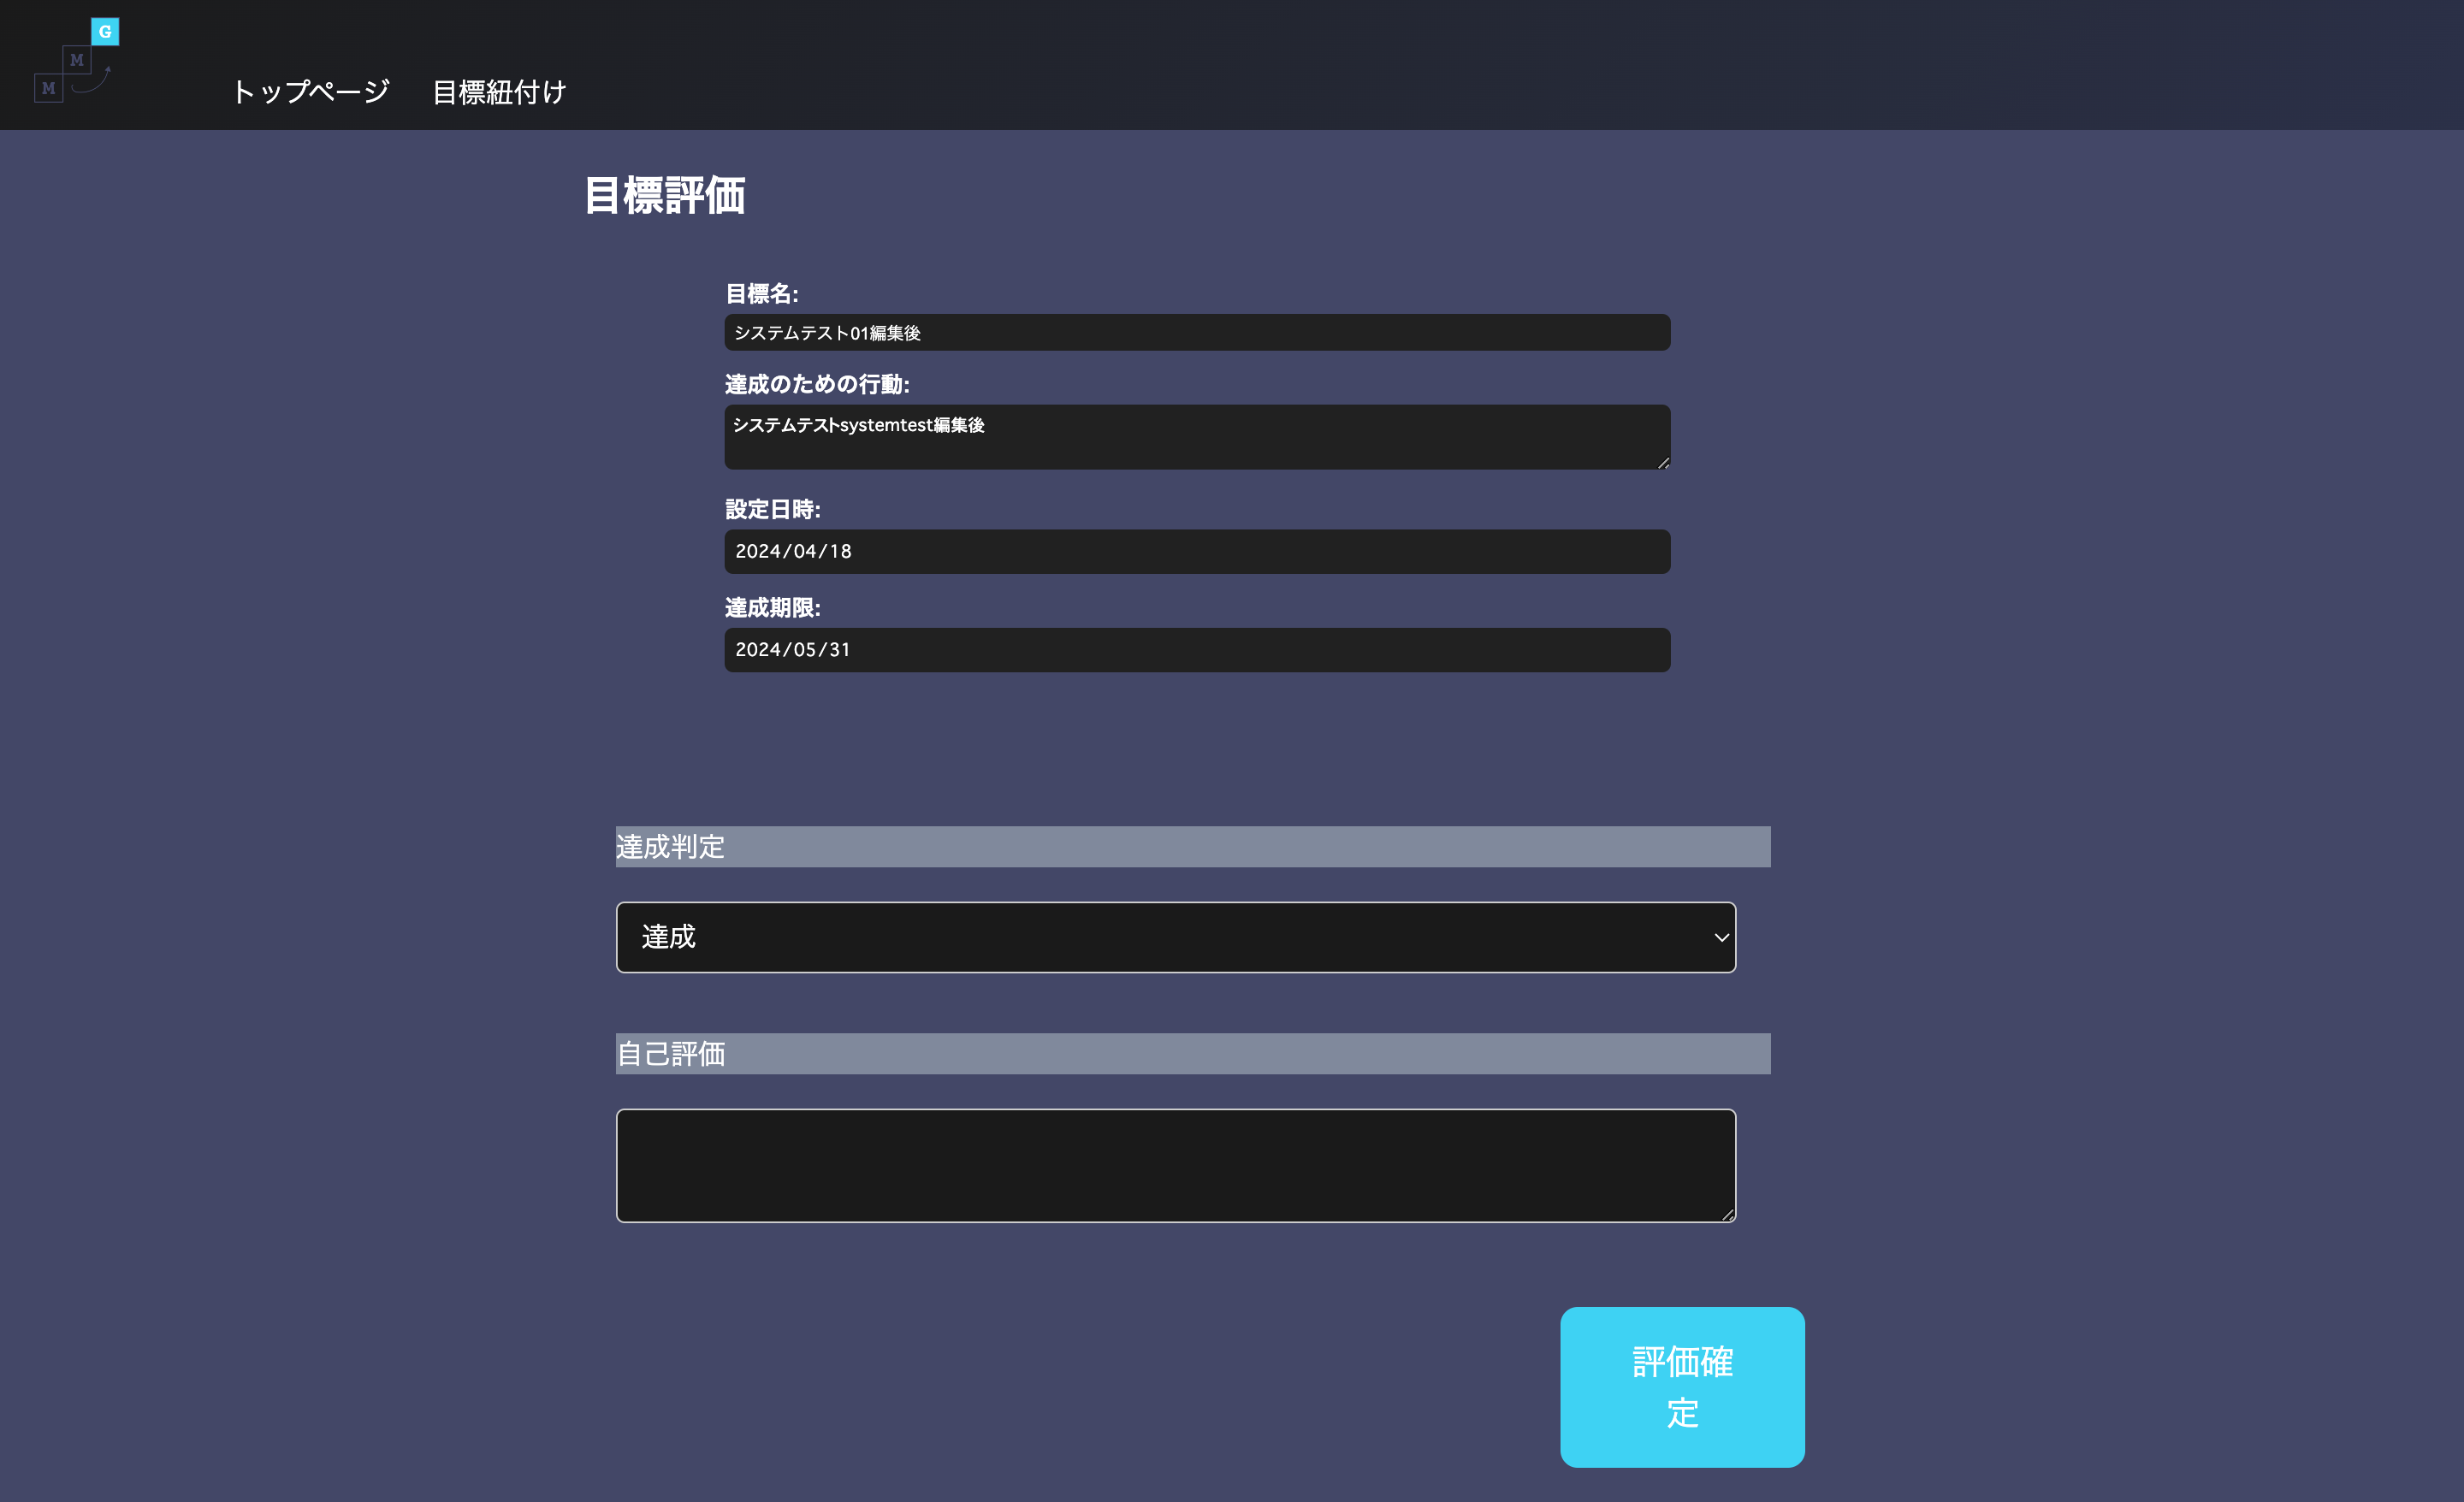 G
M
M
トップページ 目標紐付け
目標評価
目標名:
システムテスト01編集後
達成のための行動:
システムテストsystemtest編集後
設定日時:
2024/04/18
達成期限:
2024/05/31
達成判定
達成
自己評価
評価確
定